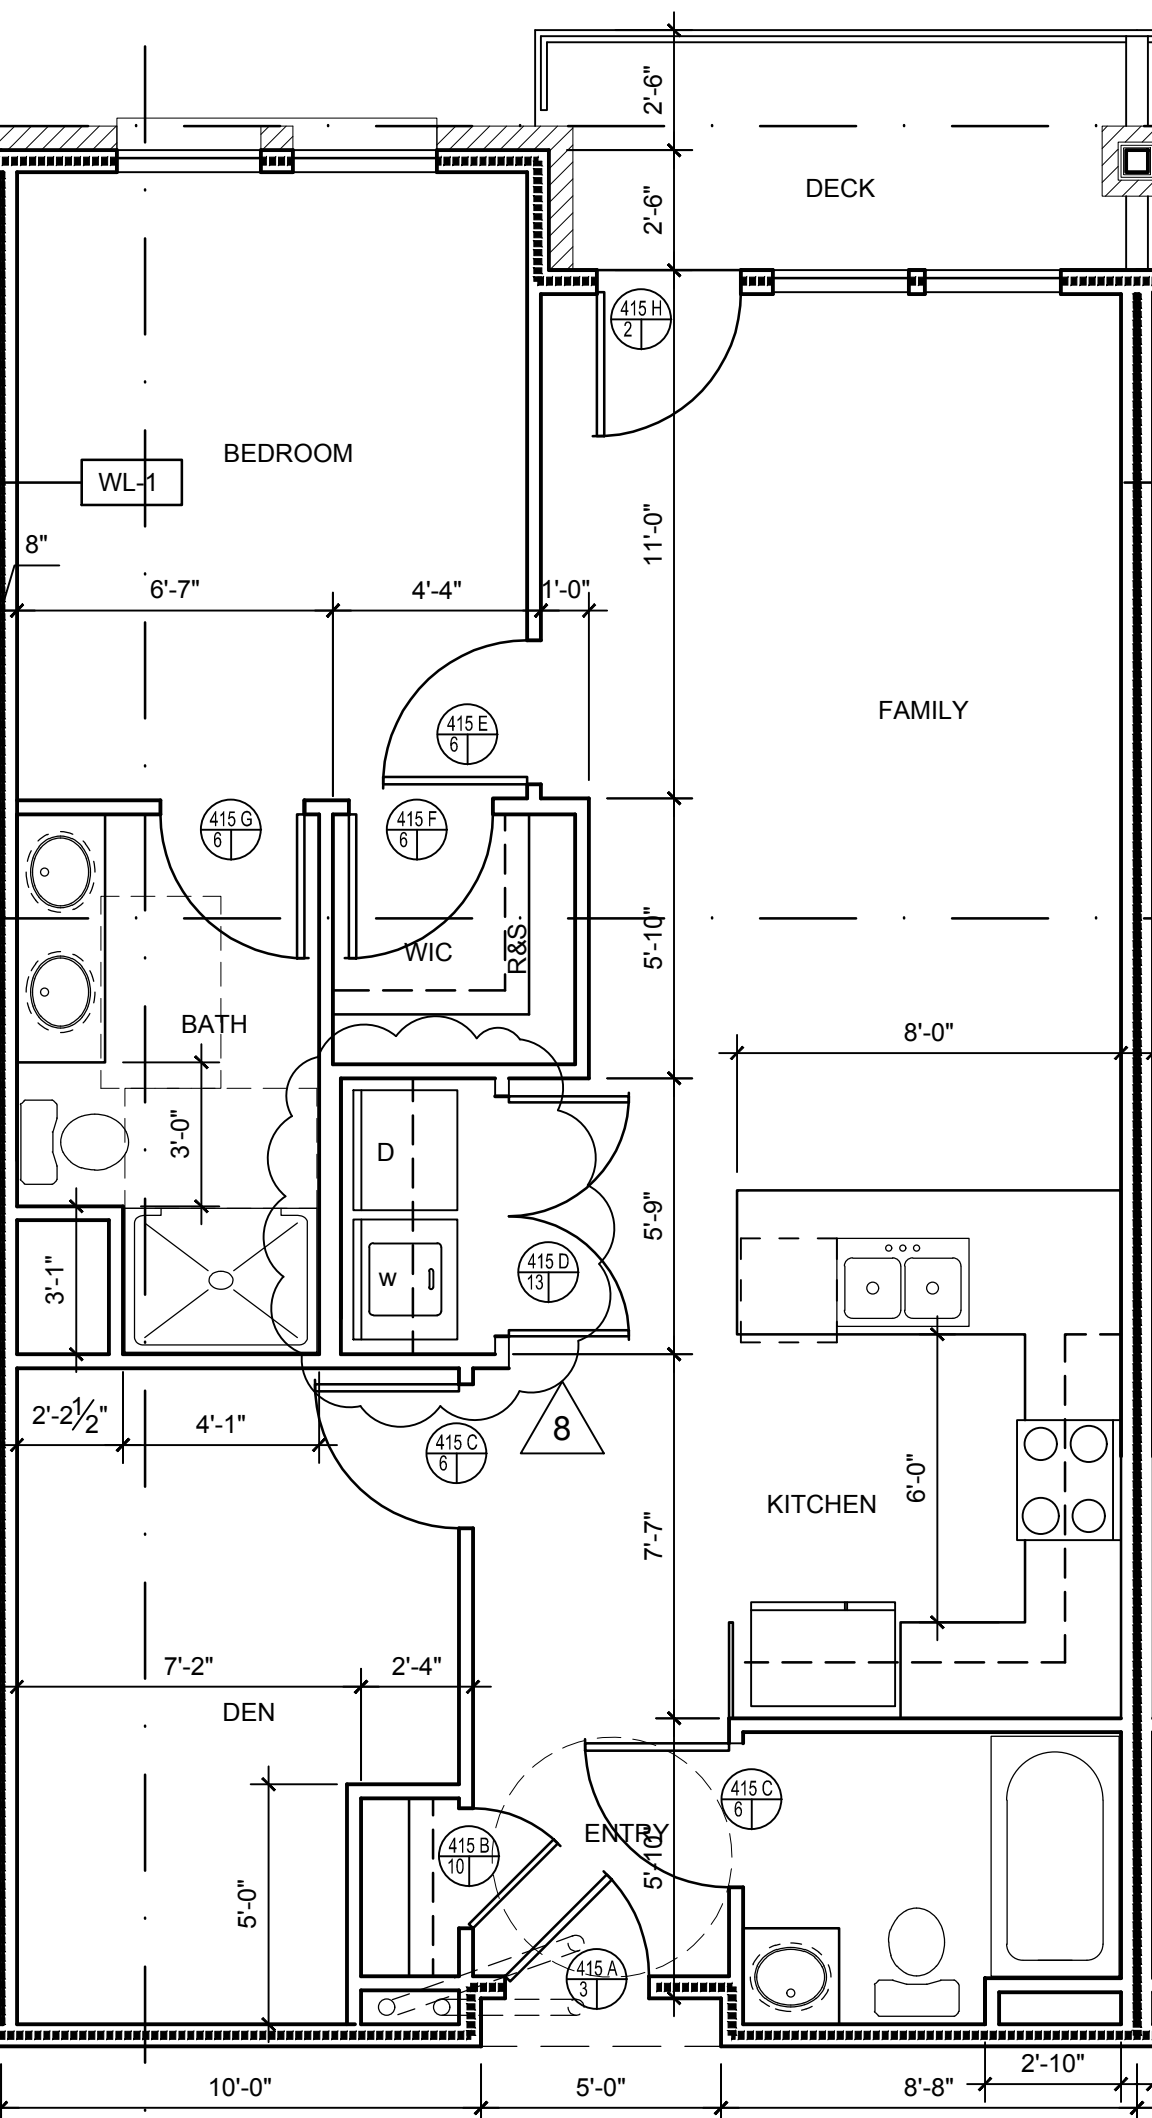 2'-6"
DECK
2'-6"
415 H
2
BEDROOM
WL-1
11'-0"
8"
6'-7"
4'-4"
1'-0"
FAMILY
415 E
6
415 G
6
415 F
6
5'-10"
WIC
R&S
BATH
8'-0"
3'-0"
D
5'-9"
415 D
13
W
3'-1"
2'-2½"
4'-1"
8
415 C
6
6'-0"
KITCHEN
7'-7"
7'-2"
2'-4"
DEN
415 C
6
ENTRY
415 B
10
5'-10"
5'-0"
415 A
3
2'-10"
10'-0"
5'-0"
8'-8"